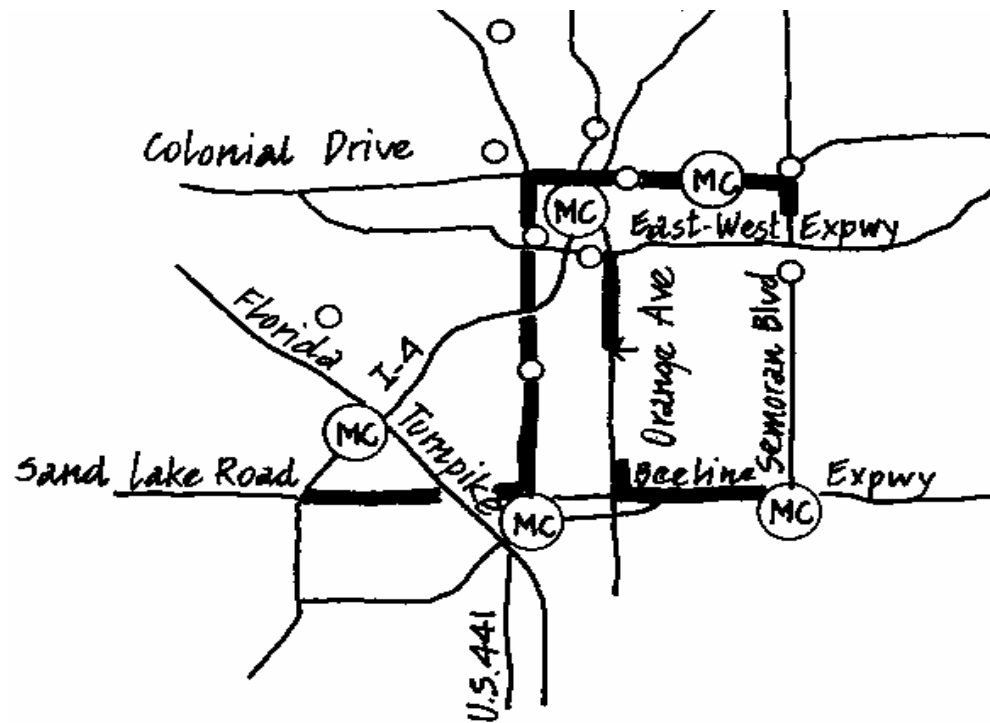 Colonial Drive
MC
MC
East-West Expwy
Florida
I-4
Orange Ave
Semoran Blvd
MC
Turnpike
Sand Lake Road
Beeline Expwy
MC
MC
U.S.441